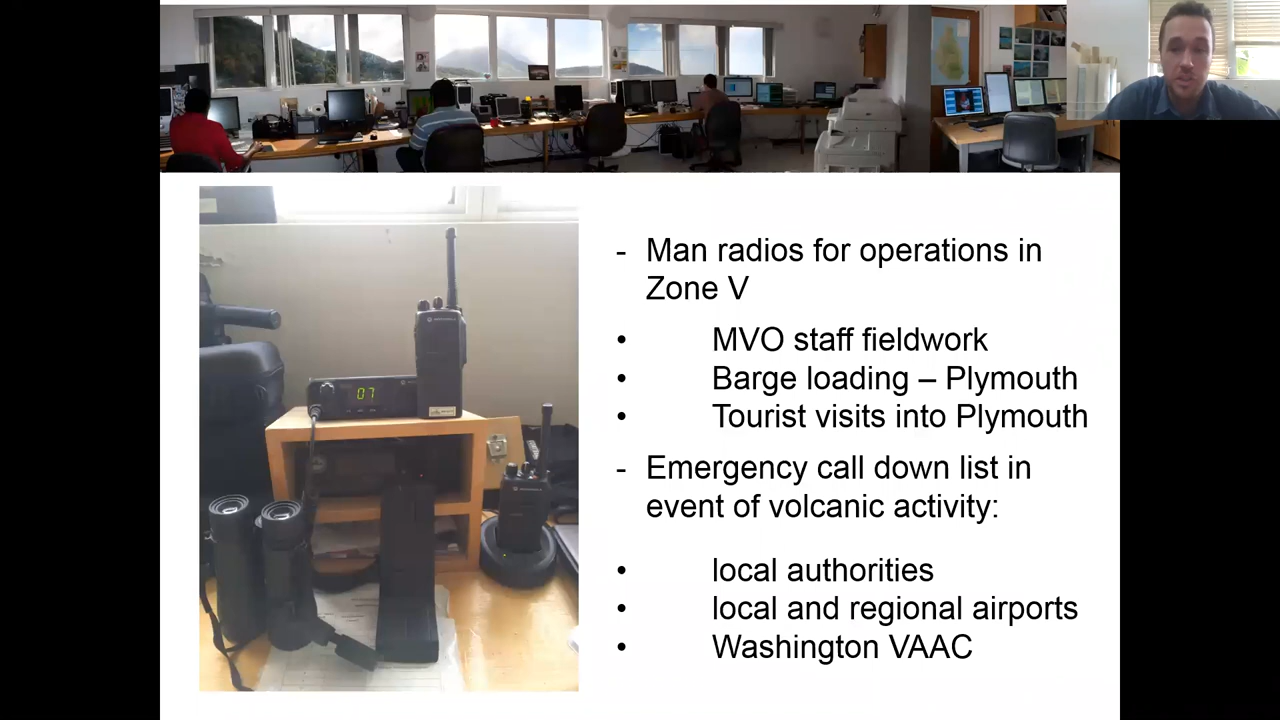 - Man radios for operations in
Zone V
• MVO staff fieldwork
• Barge loading – Plymouth
• Tourist visits into Plymouth
- Emergency call down list in
event of volcanic activity:
• local authorities
• local and regional airports
• Washington VAAC
07